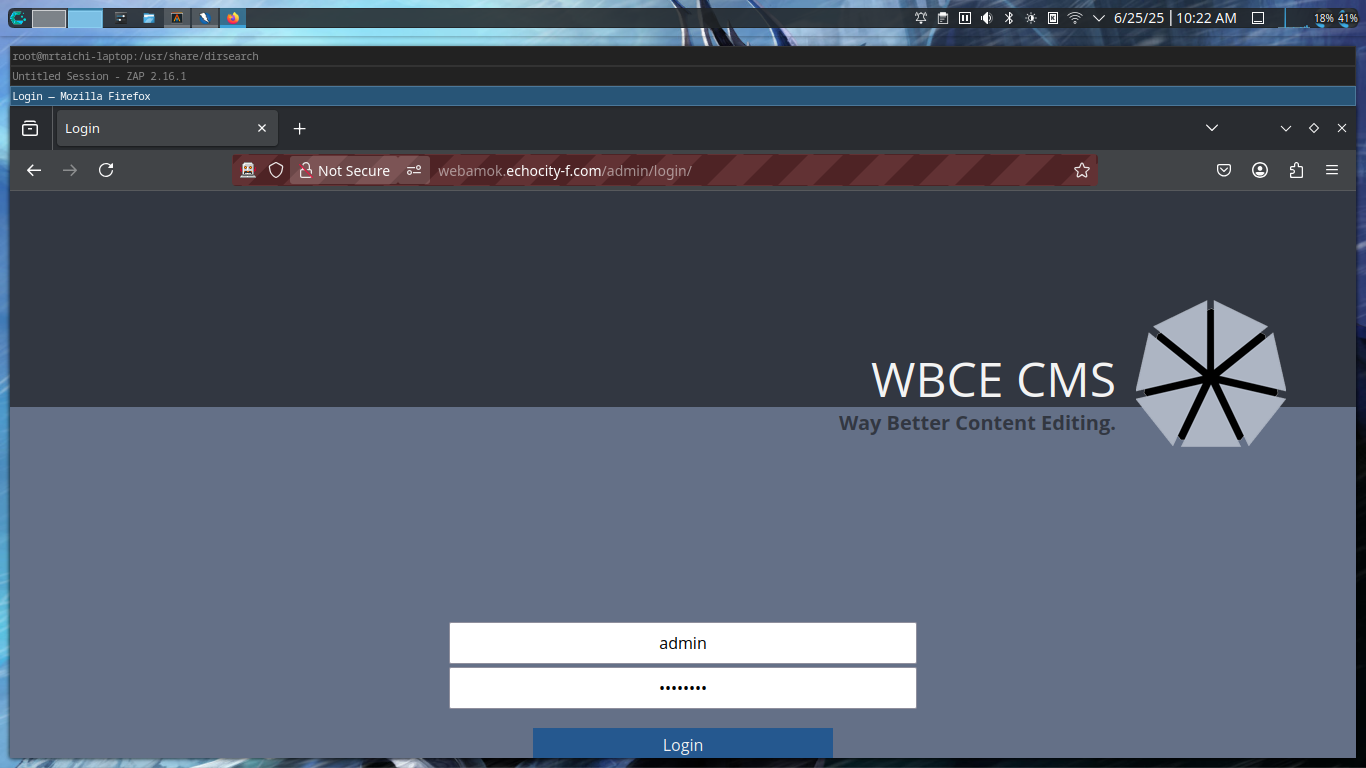 6/25/25 | 10:22 AM 18% 41%
root@mrtaichi-laptop:/usr/share/dirsearch
Untitled Session - ZAP 2.16.1
Login — Mozilla Firefox
Login
Not Secure webamok.echocity-f.com/admin/login/
WBCE CMS
Way Better Content Editing.
admin
••••••••
Login